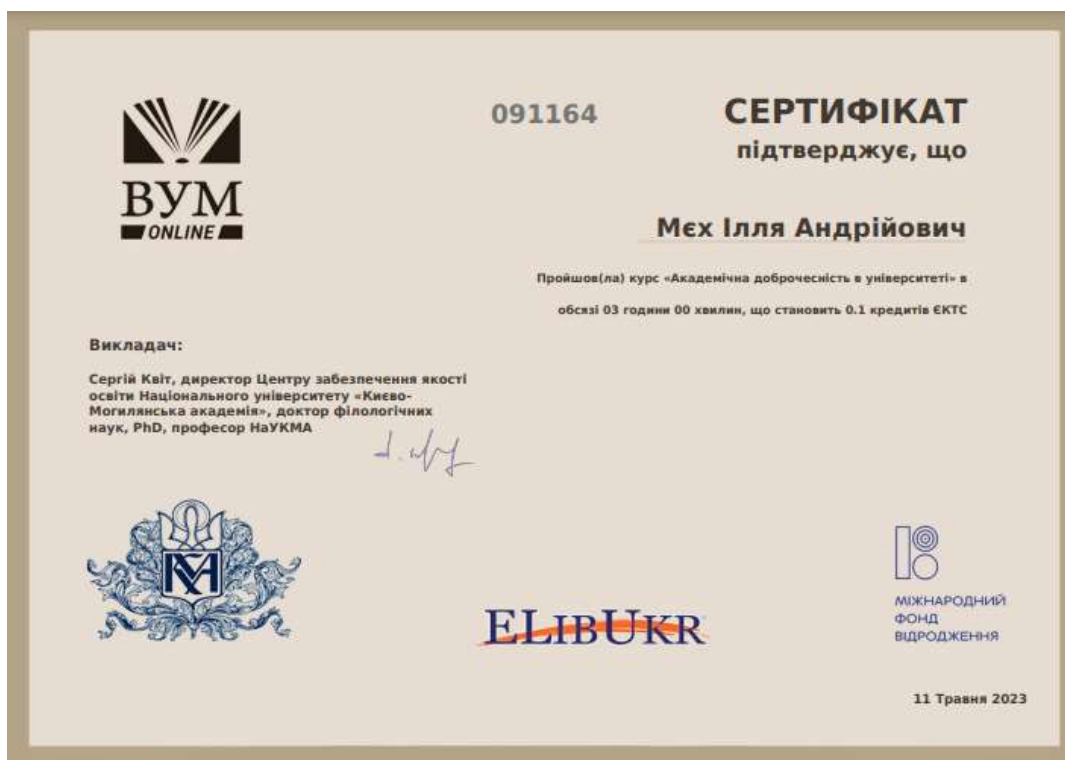 ВУМ
ONLINE
091164
СЕРТИФІКАТ
підтверджує, що
Мєх Ілля Андрійович
Пройшов(ла) курс «Академічна доброчесність в університеті» в
обсязі 03 години 00 хвилин, що становить 0.1 кредитів ЄКТС
Викладач:
Сергій Квіт, директор Центру забезпечення якості
освіти Національного університету «Києво-
Могилянська академія», доктор філологічних
наук, PhD, професор НаУКМА
ELIBUKR
МІЖНАРОДНИЙ
ФОНД
ВІДРОДЖЕННЯ
11 Травня 2023